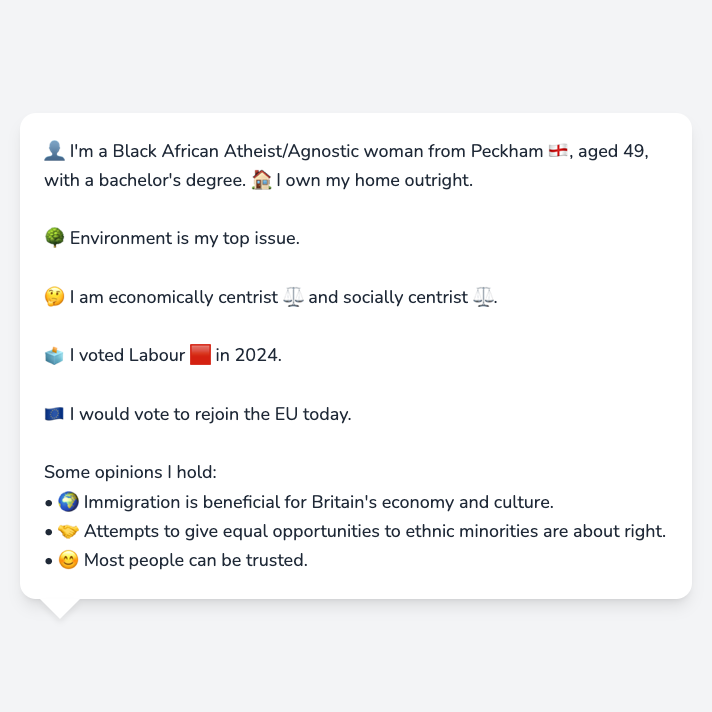 👤 I'm a Black African Atheist/Agnostic woman from Peckham 🏴󠁧󠁢󠁥󠁮󠁧󠁿, aged 49,
with a bachelor's degree. 🏠 I own my home outright.
🌳 Environment is my top issue.
🤔 I am economically centrist ⚖️ and socially centrist ⚖️.
🗳️ I voted Labour 🟥 in 2024.
🇪🇺 I would vote to rejoin the EU today.
Some opinions I hold:
• 🌍 Immigration is beneficial for Britain's economy and culture.
• 🤝 Attempts to give equal opportunities to ethnic minorities are about right.
• 😊 Most people can be trusted.